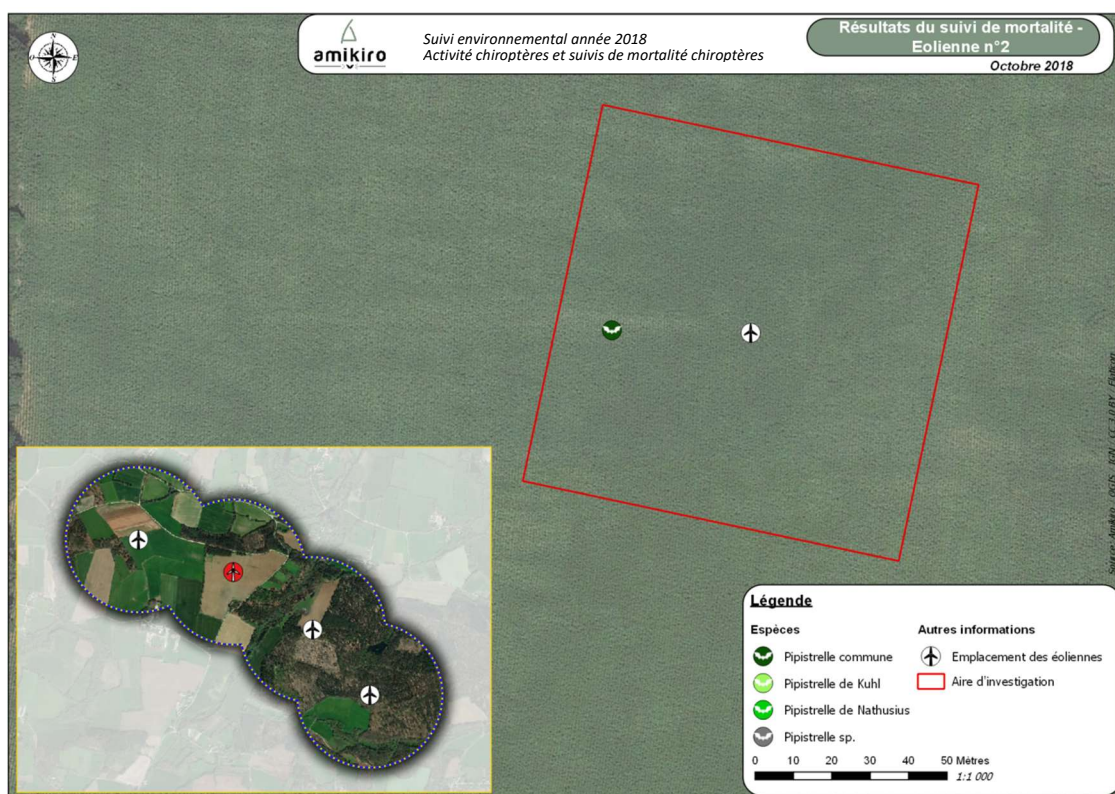 amikiro
Suivi environnemental année 2018
Activité chiroptères et suivis de mortalité chiroptères
Résultats du suivi de mortalité -
Eolienne n°2
Octobre 2018
N
O
E
S
Légende
Espèces
Pipistrelle commune
Pipistrelle de Kuhl
Pipistrelle de Nathusius
Pipistrelle sp.
Autres informations
Emplacement des éoliennes
Aire d'investigation
0 10 20 30 40 50 Mètres
1:1 000